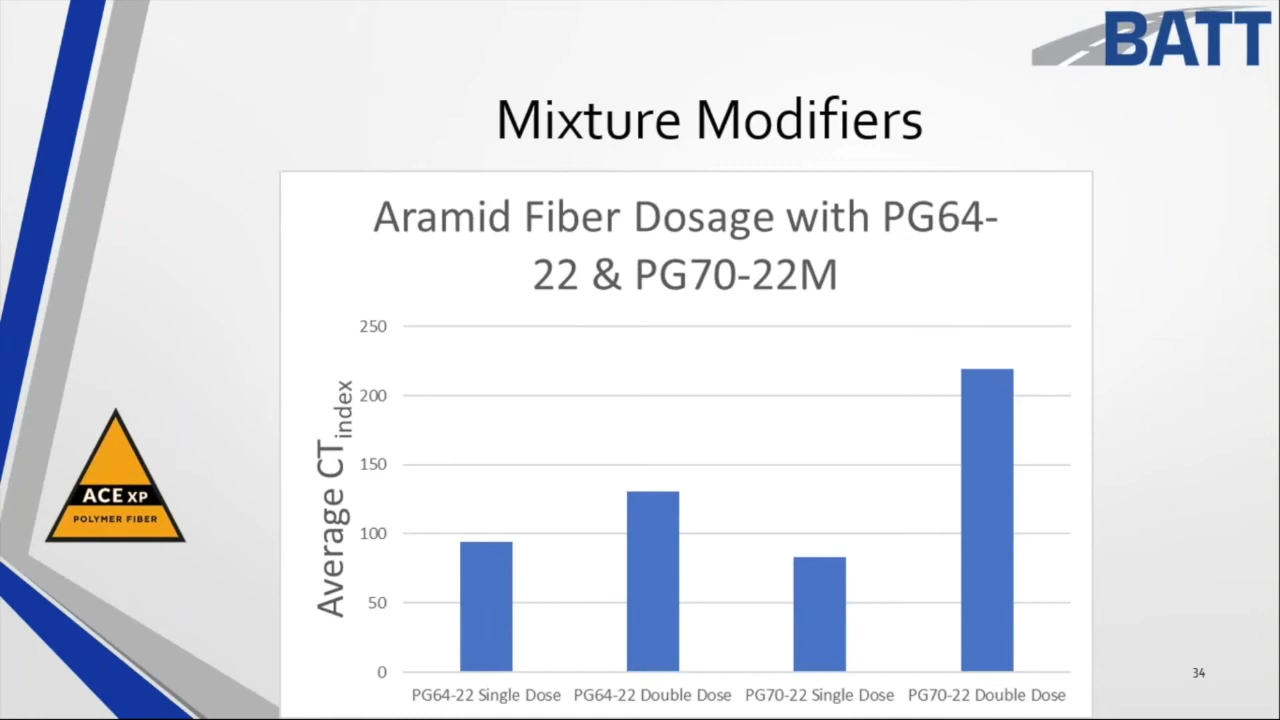 BATT
Mixture Modifiers
Aramid Fiber Dosage with PG64-
22 & PG70-22M
Average CTindex
250
200
150
100
50
0
PG64-22 Single Dose PG64-22 Double Dose PG70-22 Single Dose PG70-22 Double Dose
ACE XP
POLYMER FIBER
34